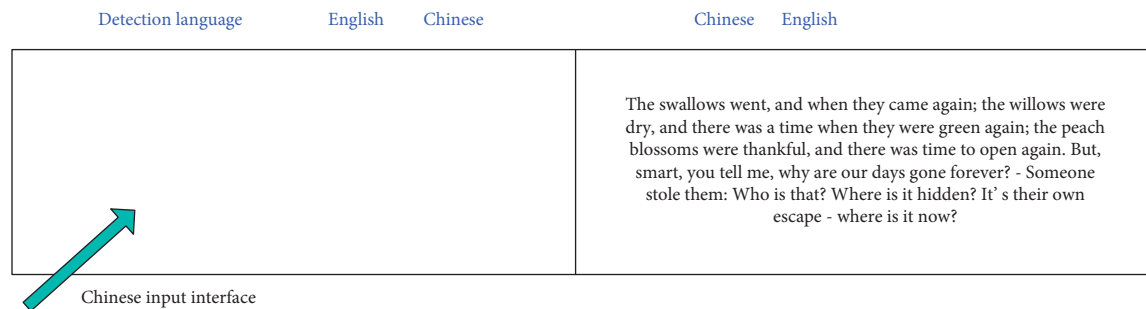 Detection language English Chinese Chinese English
The swallows went, and when they came again; the willows were
dry, and there was a time when they were green again; the peach
blossoms were thankful, and there was time to open again. But,
smart, you tell me, why are our days gone forever? - Someone
stole them: Who is that? Where is it hidden? It' s their own
escape - where is it now?
Chinese input interface